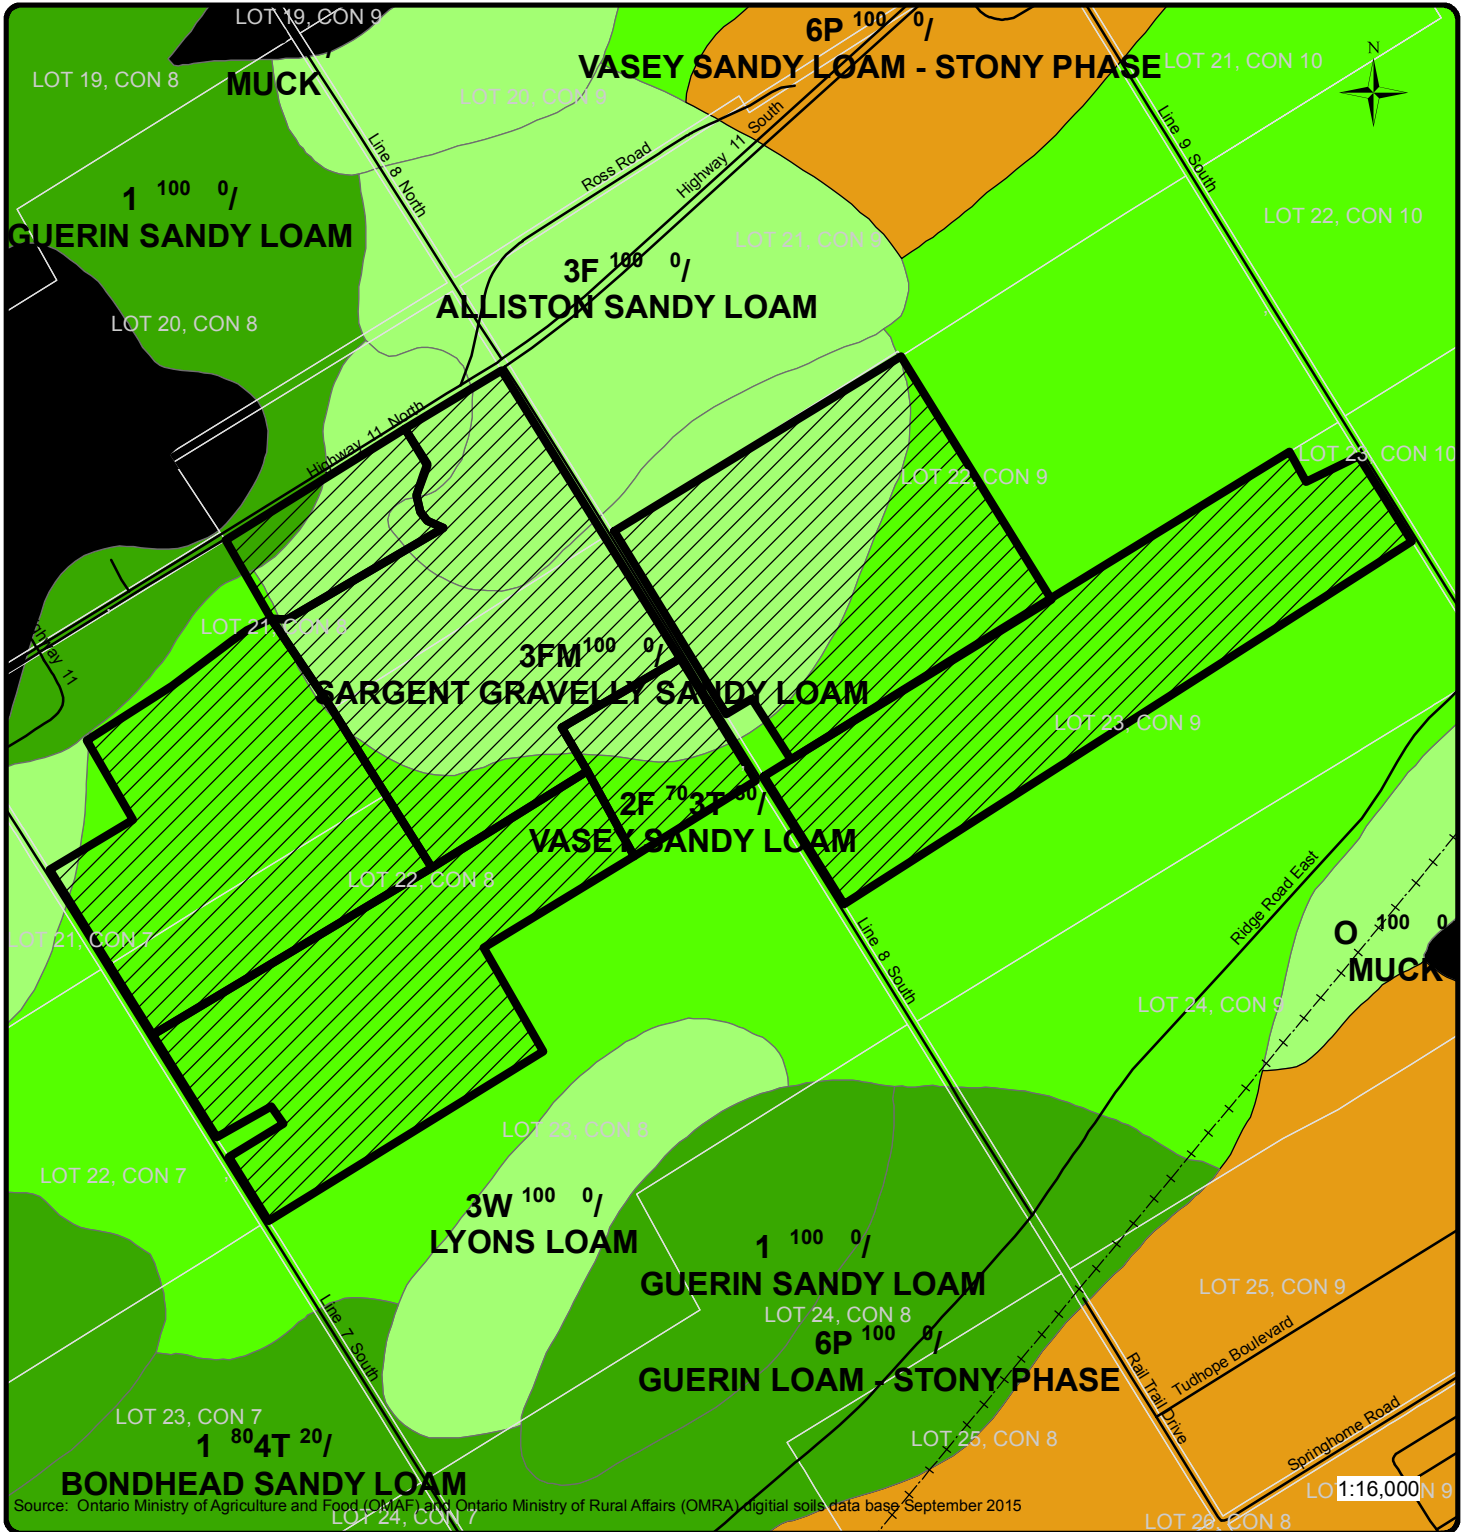 LOT 19, CON 9
6P 100 0/
VASEY SANDY LOAM - STONY PHASE
LOT 21, CON 10
N
LOT 19, CON 8
/
MUCK
LOT 20, CON 9
Line 8 North
Ross Road
Highway 11 South
Line 9 South
1 100 0/
GUERIN SANDY LOAM
LOT 22, CON 10
LOT 21, CON 9
3F 100 0/
ALLISTON SANDY LOAM
LOT 20, CON 8
Highway 11 North
LOT 23, CON 10
LOT 22, CON 9
LOT 21, CON 8
Highway 11
3FM 100 0/
SARGENT GRAVELLY SANDY LOAM
LOT 23, CON 9
2F 70 3T 30/
VASEY SANDY LOAM
LOT 22, CON 8
Ridge Road East
LOT 21, CON 7
O 100 0
MUCK
Line 8 South
LOT 24, CON 9
LOT 23, CON 8
LOT 22, CON 7
3W 100 0/
LYONS LOAM
1 100 0/
GUERIN SANDY LOAM
LOT 25, CON 9
LOT 24, CON 8
6P 100 0/
GUERIN LOAM - STONY PHASE
Line 7 South
Tudhope Boulevard
Rail Trail Drive
Springhome Road
LOT 23, CON 7
1 80 4T 20/
BONDHEAD SANDY LOAM
LOT 25, CON 8
1:16,000
LO N 9
Source: Ontario Ministry of Agriculture and Food (OMAF) and Ontario Ministry of Rural Affairs (OMRA) digitial soils data base September 2015
LOT 24, CON 7
LOT 26, CON 8